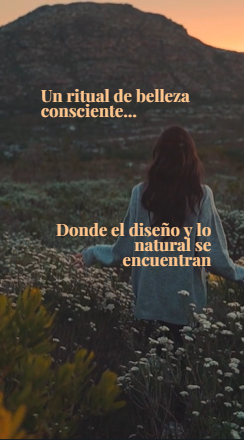 Un ritual de belleza
consciente...
Donde el diseño y lo
natural se
encuentran